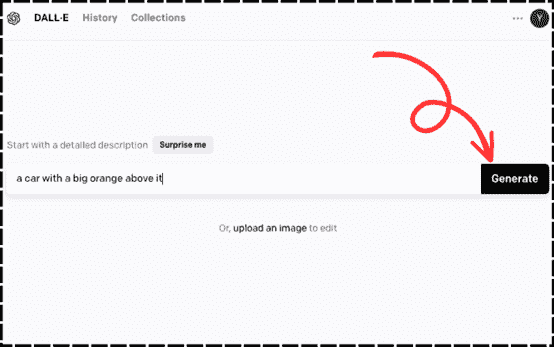 DALL·E History Collections ··· Y
Start with a detailed description Surprise me
a car with a big orange above it Generate
Or, upload an image to edit